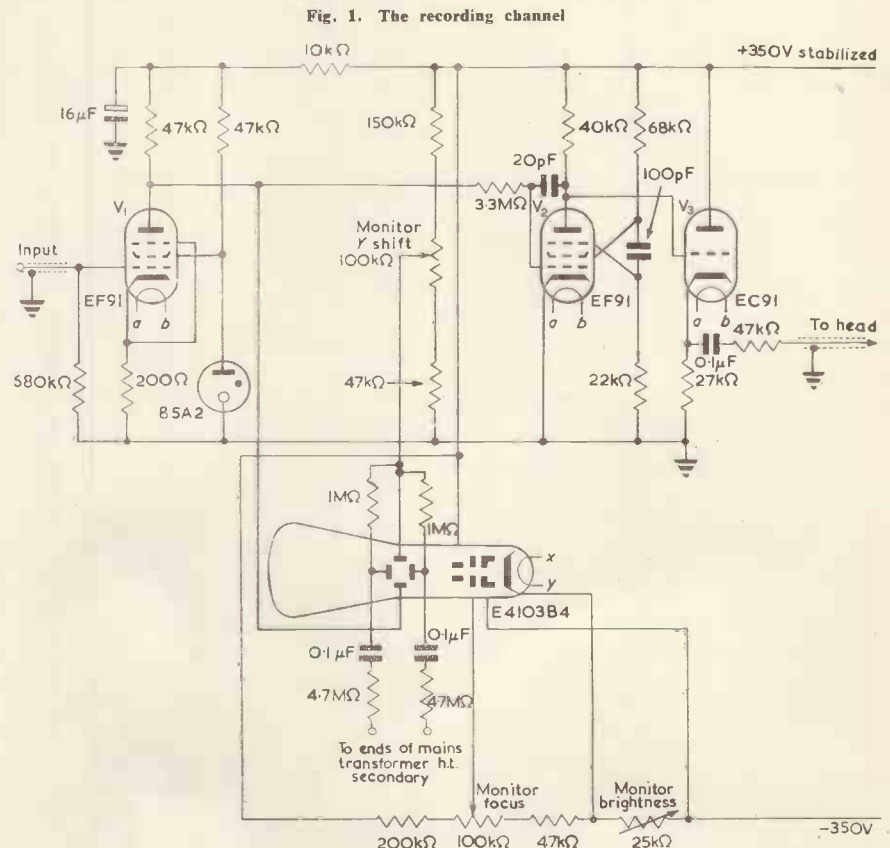 Fig. 1. The recording channel
10kΩ
+350V stabilized
16µF
47kΩ
47kΩ
150kΩ
40kΩ
68kΩ
20pF
100pF
3·3MΩ
V1
V2
V3
Input
Monitor
Y shift
100kΩ
EF91
EF91
EC91
a
b
a
b
a
b
47kΩ
To head
0·1µF
27kΩ
580kΩ
200Ω
85A2
47kΩ
22kΩ
1MΩ
1MΩ
x
y
E4103B4
0·1µF
0·1µF
4·7MΩ
4·7MΩ
To ends of mains
transformer h.t.
secondary
Monitor
focus
Monitor
brightness
-350V
200kΩ
100kΩ
47kΩ
25kΩ